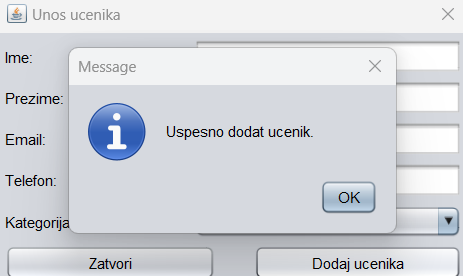 Unos ucenika
Ime:
Message
Prezime:
Uspesno dodat ucenik.
Email:
Telefon:
OK
Kategorija
Zatvori
Dodaj ucenika